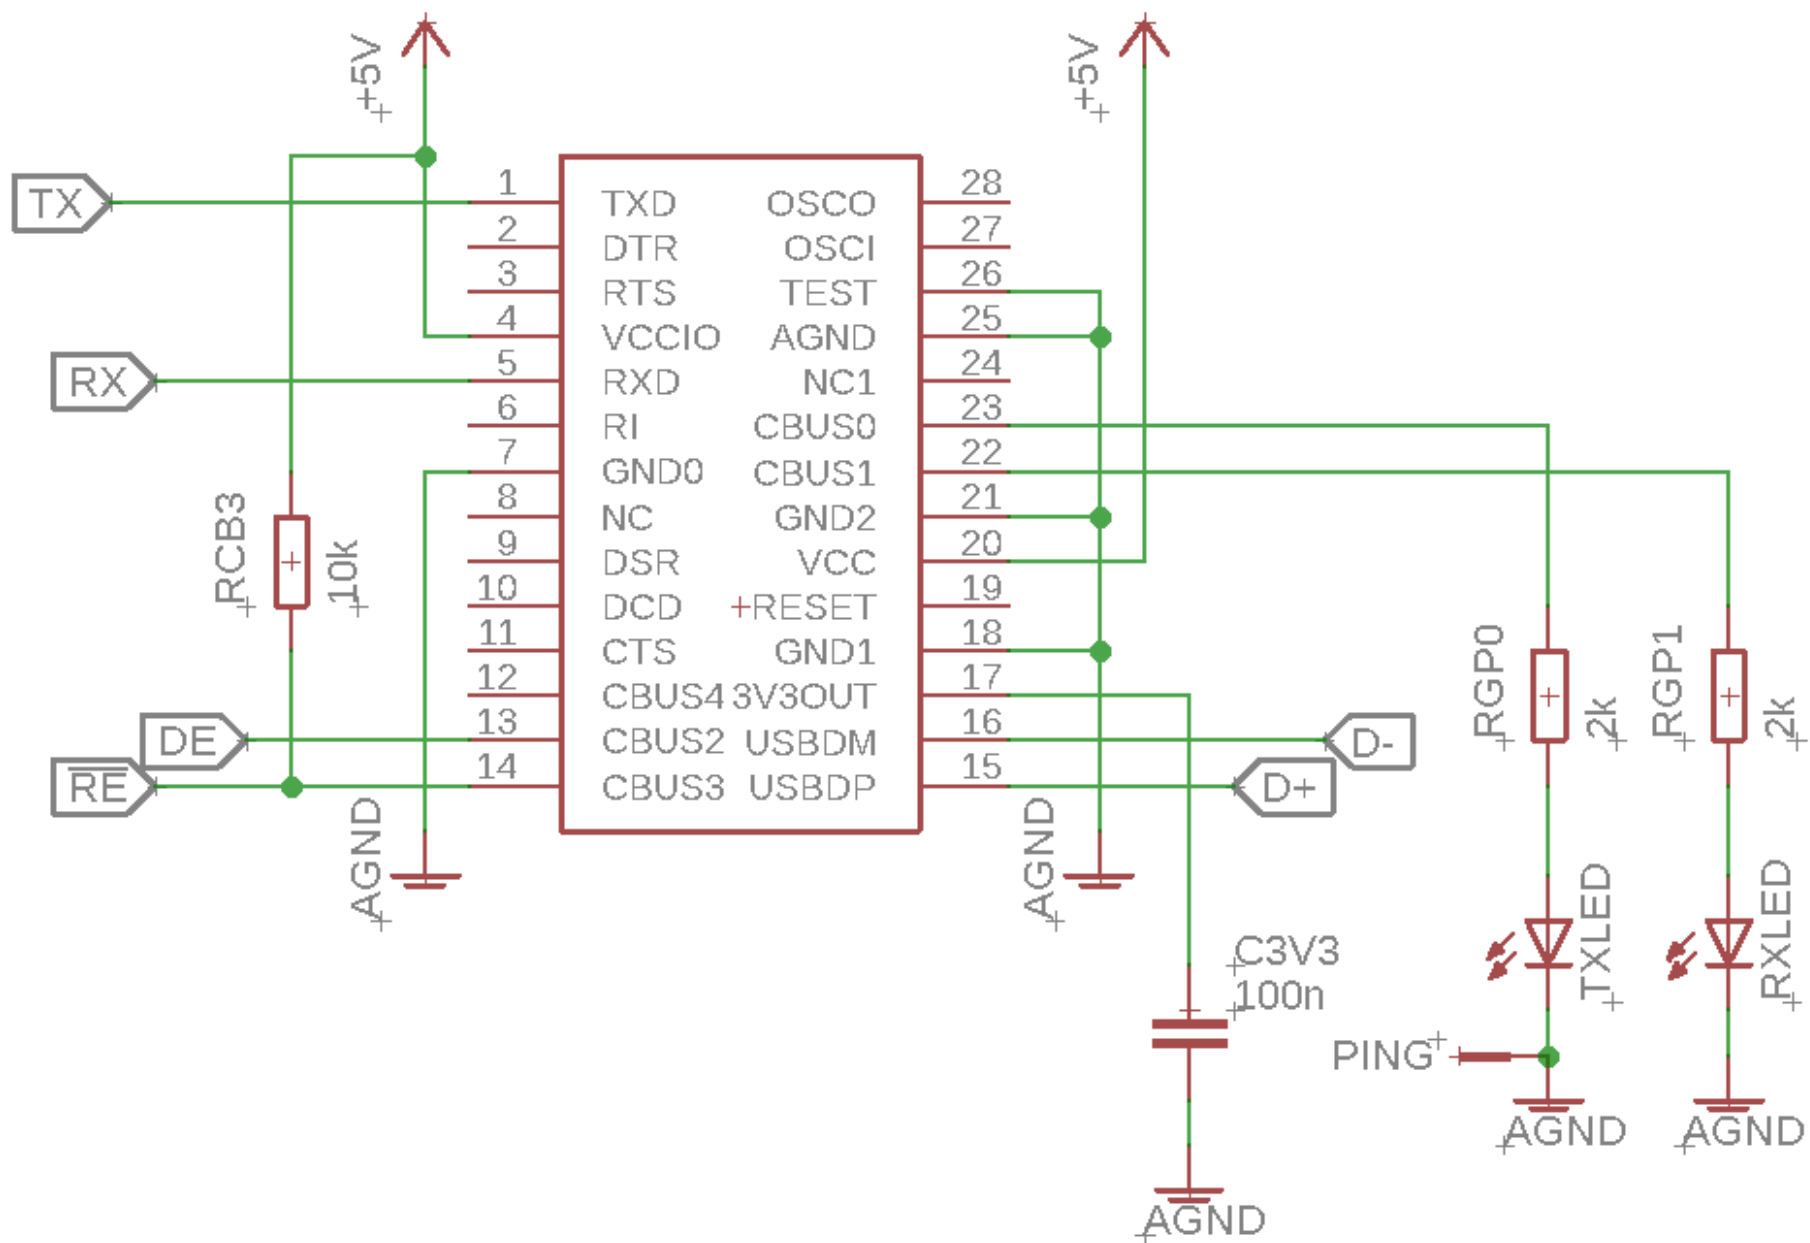 +5V
+5V
TX
RX
DE
RE
RCB3
10k
1 TXD
2 DTR
3 RTS
4 VCCIO
5 RXD
6 RI
7 GND0
8 NC
9 DSR
10 DCD
11 CTS
12 CBUS4
13 CBUS2
14 CBUS3
OSCO 28
OSCI 27
TEST 26
AGND 25
NC1 24
CBUS0 23
CBUS1 22
GND2 21
VCC 20
RESET 19
GND1 18
3V3OUT 17
USBDM 16
USBDP 15
AGND
AGND
D-
D+
C3V3
100n
AGND
RGP0
2k
RGP1
2k
TXLED
RXLED
PING
AGND
AGND